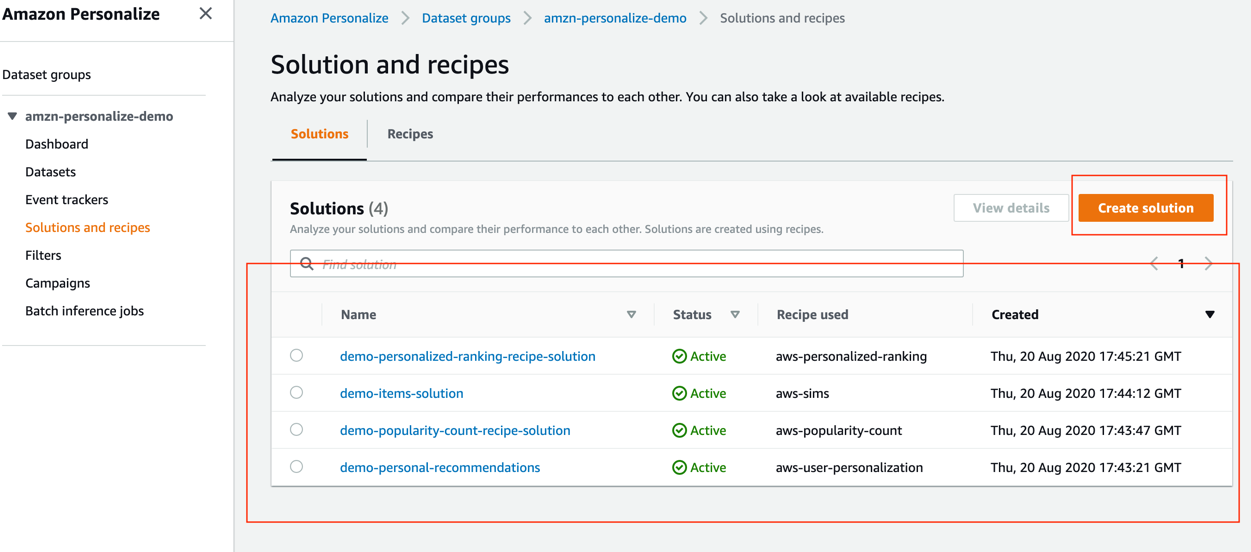 Amazon Personalize
Dataset groups
amzn-personalize-demo
Dashboard
Datasets
Event trackers
Solutions and recipes
Filters
Campaigns
Batch inference jobs
Amazon Personalize > Dataset groups > amzn-personalize-demo > Solutions and recipes
Solution and recipes
Analyze your solutions and compare their performances to each other. You can also take a look at available recipes.
Solutions Recipes
Solutions (4)
Analyze your solutions and compare their performance to each other. Solutions are created using recipes.
View details Create solution
Find solution
1
Name Status Recipe used Created
demo-personalized-ranking-recipe-solution Active aws-personalized-ranking Thu, 20 Aug 2020 17:45:21 GMT
demo-items-solution Active aws-sims Thu, 20 Aug 2020 17:44:12 GMT
demo-popularity-count-recipe-solution Active aws-popularity-count Thu, 20 Aug 2020 17:43:47 GMT
demo-personal-recommendations Active aws-user-personalization Thu, 20 Aug 2020 17:43:21 GMT